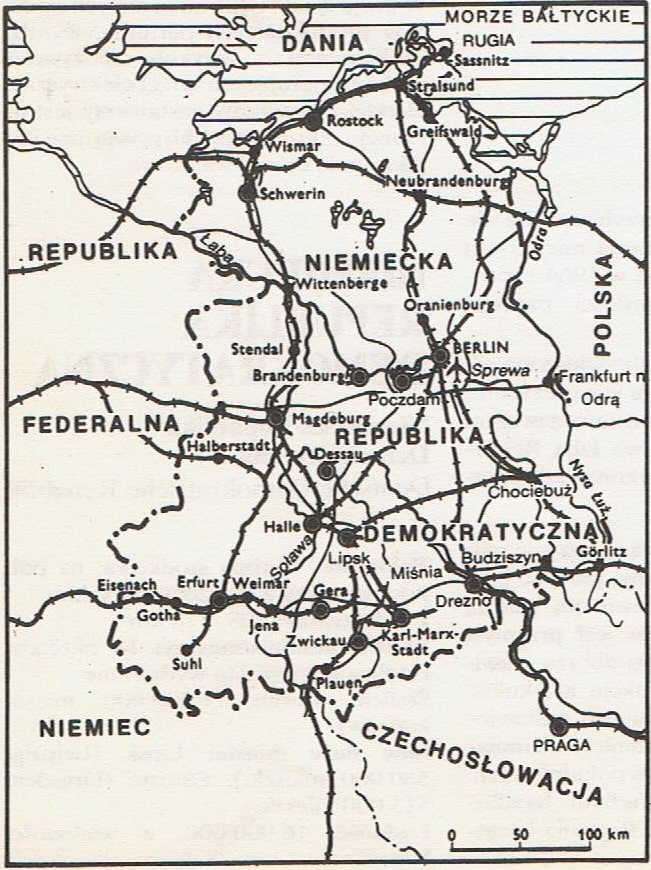 MORZE BAŁTYCKIE
DANIA
RUGIA
Sassnitz
Stralsund
Rostock
Greifswald
Wismar
Neubrandenburg
Schwerin
Odra
REPUBLIKA
Łaba
NIEMIECKA
Wittenberge
POLSKA
Oranienburg
Stendal
BERLIN
Brandenburg
Sprewa
Poczdam
Frankfurt n.
Odrą
FEDERALNA
Magdeburg
REPUBLIKA
Halberstadt
Dessau
Chociebuż
Nisa Łuż.
Halle
DEMOKRATYCZNA
Soława
Lipsk
Budziszyn
Görlitz
Miśnia
Eisenach
Erfurt
Weimar
Gera
Drezno
Gotha
Jena
Zwickau
Karl-Marx-
Stadt
Suhl
Plauen
NIEMIEC
CZECHOSŁOWACJA
PRAGA
0 50 100 km